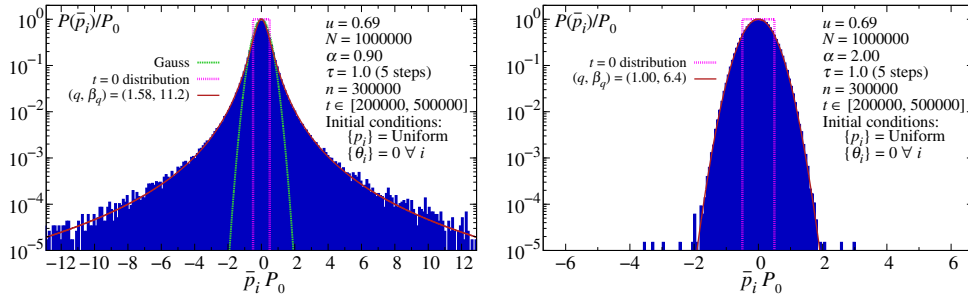 P(p̄ᵢ)/P₀
10⁰
10⁻¹
10⁻²
10⁻³
10⁻⁴
10⁻⁵
Gauss
t = 0 distribution
(q, β_q) = (1.58, 11.2)
u = 0.69
N = 1000000
α = 0.90
τ = 1.0 (5 steps)
n = 300000
t ∈ [200000, 500000]
Initial conditions:
{pᵢ} = Uniform
{θᵢ} = 0 ∀ i
−12 −10 −8 −6 −4 −2 0 2 4 6 8 10 12
p̄ᵢ P₀
P(p̄ᵢ)/P₀
10⁰
10⁻¹
10⁻²
10⁻³
10⁻⁴
10⁻⁵
t = 0 distribution
(q, β_q) = (1.00, 6.4)
u = 0.69
N = 1000000
α = 2.00
τ = 1.0 (5 steps)
n = 300000
t ∈ [200000, 500000]
Initial conditions:
{pᵢ} = Uniform
{θᵢ} = 0 ∀ i
−6 −4 −2 0 2 4 6
p̄ᵢ P₀